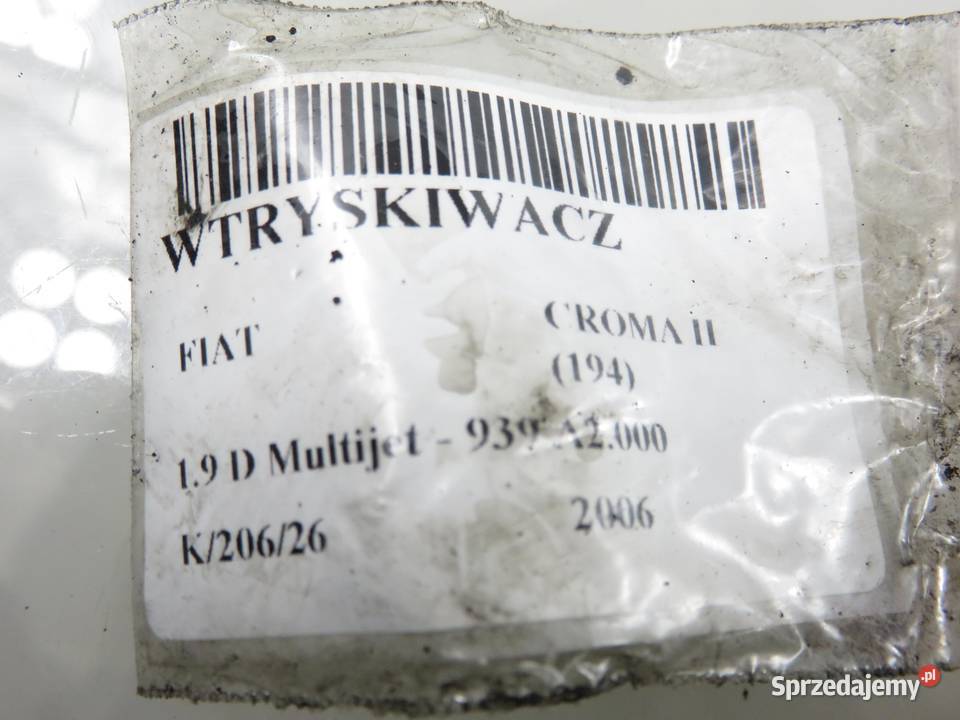 WTRYSKIWACZ
FIAT CROMA II
(194)
1.9 D Multijet - 939 A2.000
K/206/26 2006
Sprzedajemy.pl